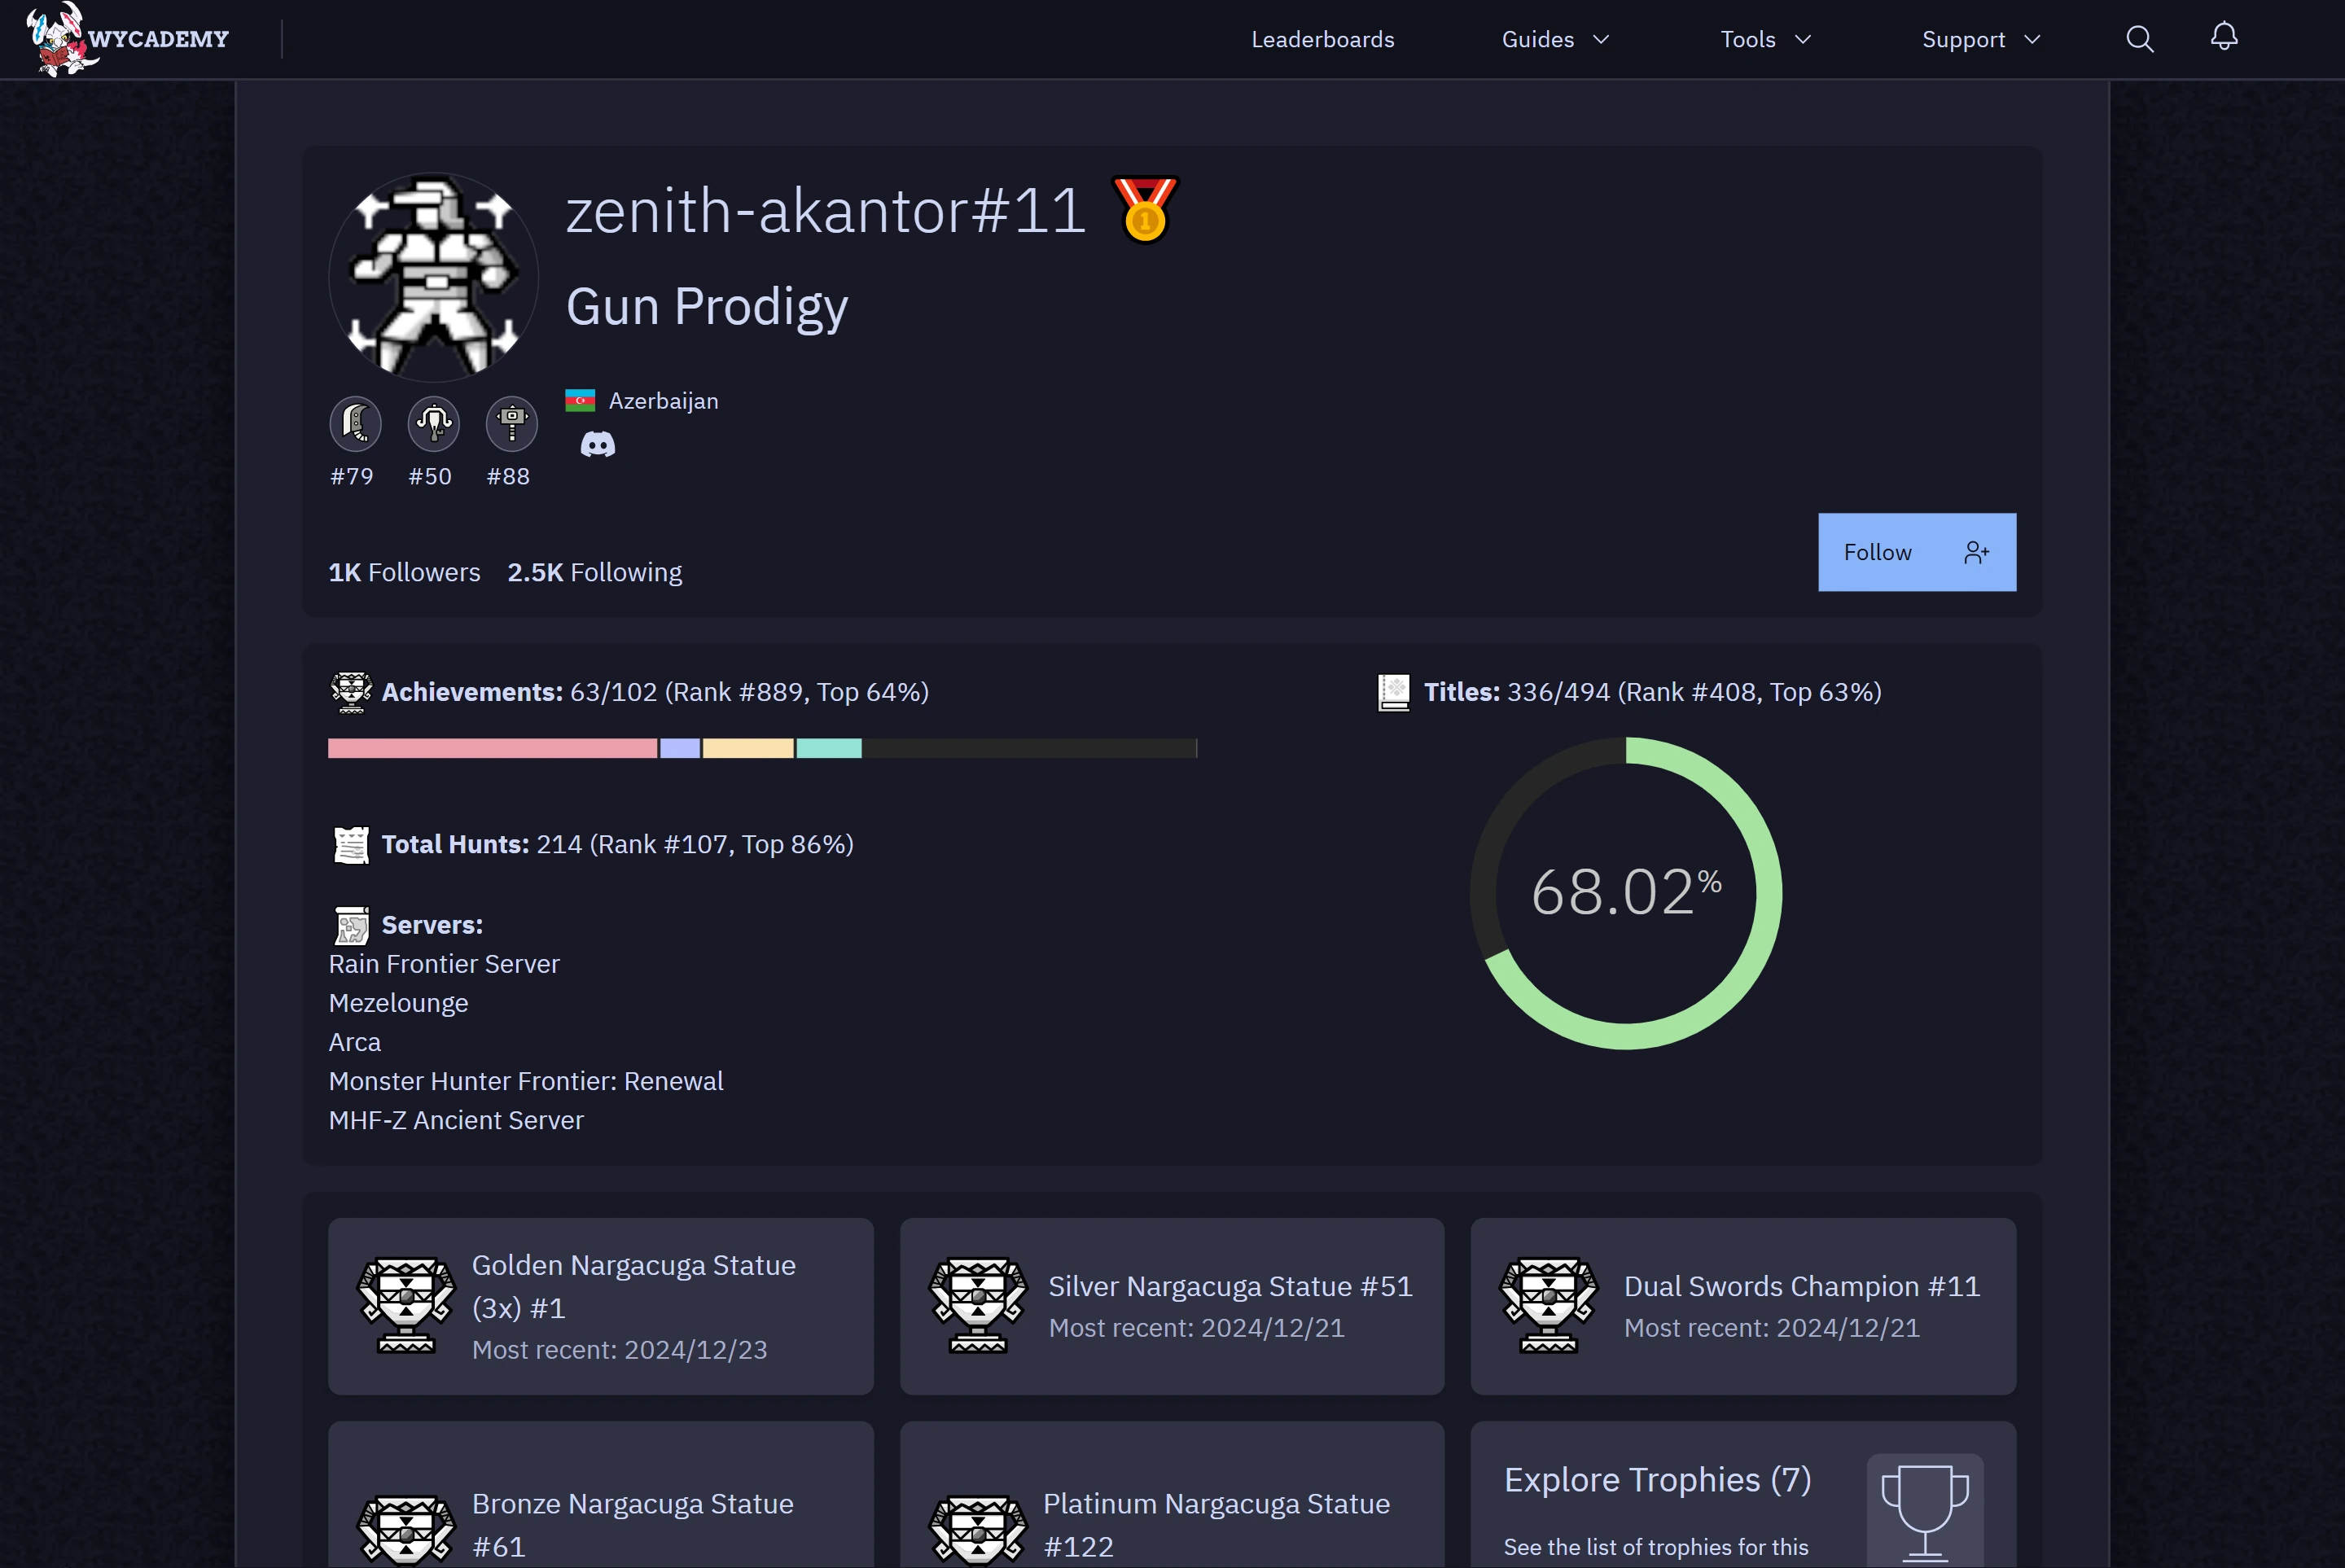 WYCADEMY
Leaderboards
Guides
Tools
Support
zenith-akantor#11
1
Gun Prodigy
Azerbaijan
#79
#50
#88
1K Followers
2.5K Following
Follow
Achievements: 63/102 (Rank #889, Top 64%)
Total Hunts: 214 (Rank #107, Top 86%)
Servers:
Rain Frontier Server
Mezelounge
Arca
Monster Hunter Frontier: Renewal
MHF-Z Ancient Server
Titles: 336/494 (Rank #408, Top 63%)
68.02%
Golden Nargacuga Statue
(3x) #1
Most recent: 2024/12/23
Silver Nargacuga Statue #51
Most recent: 2024/12/21
Dual Swords Champion #11
Most recent: 2024/12/21
Bronze Nargacuga Statue
#61
Platinum Nargacuga Statue
#122
Explore Trophies (7)
See the list of trophies for this